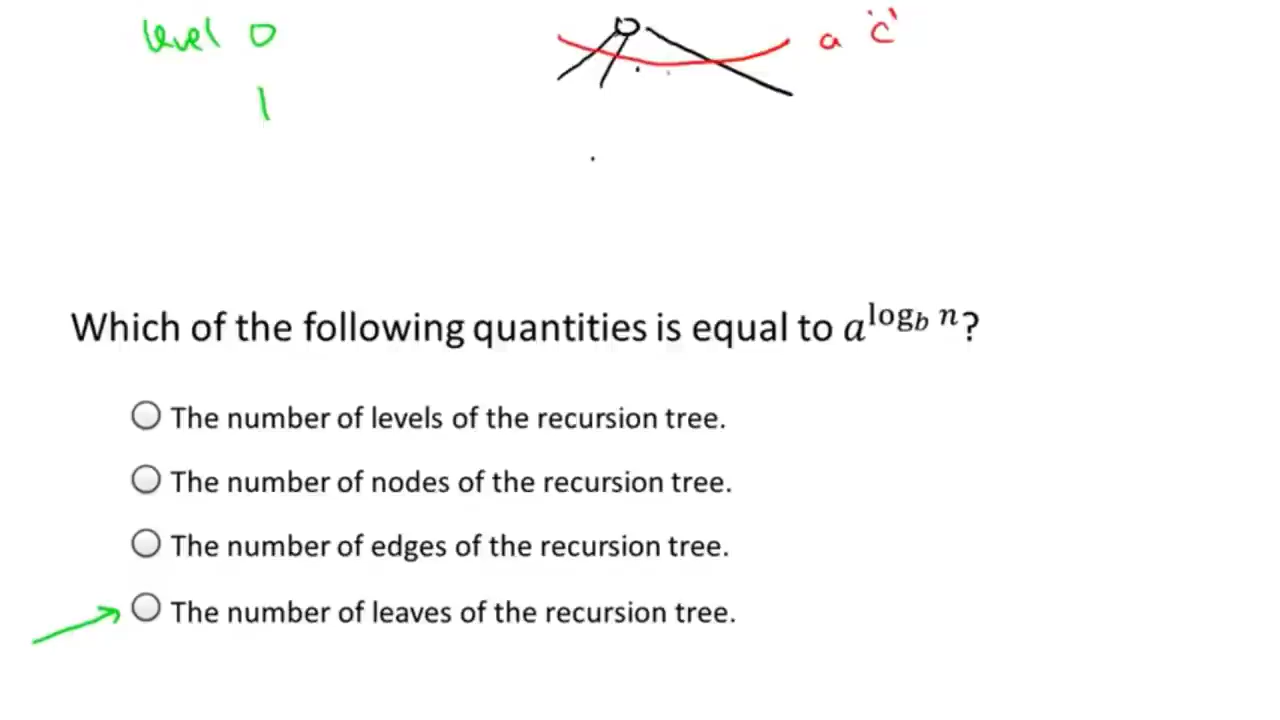 level 0 a 'c'
1
Which of the following quantities is equal to a^{log_b n}?
The number of levels of the recursion tree.
The number of nodes of the recursion tree.
The number of edges of the recursion tree.
The number of leaves of the recursion tree.